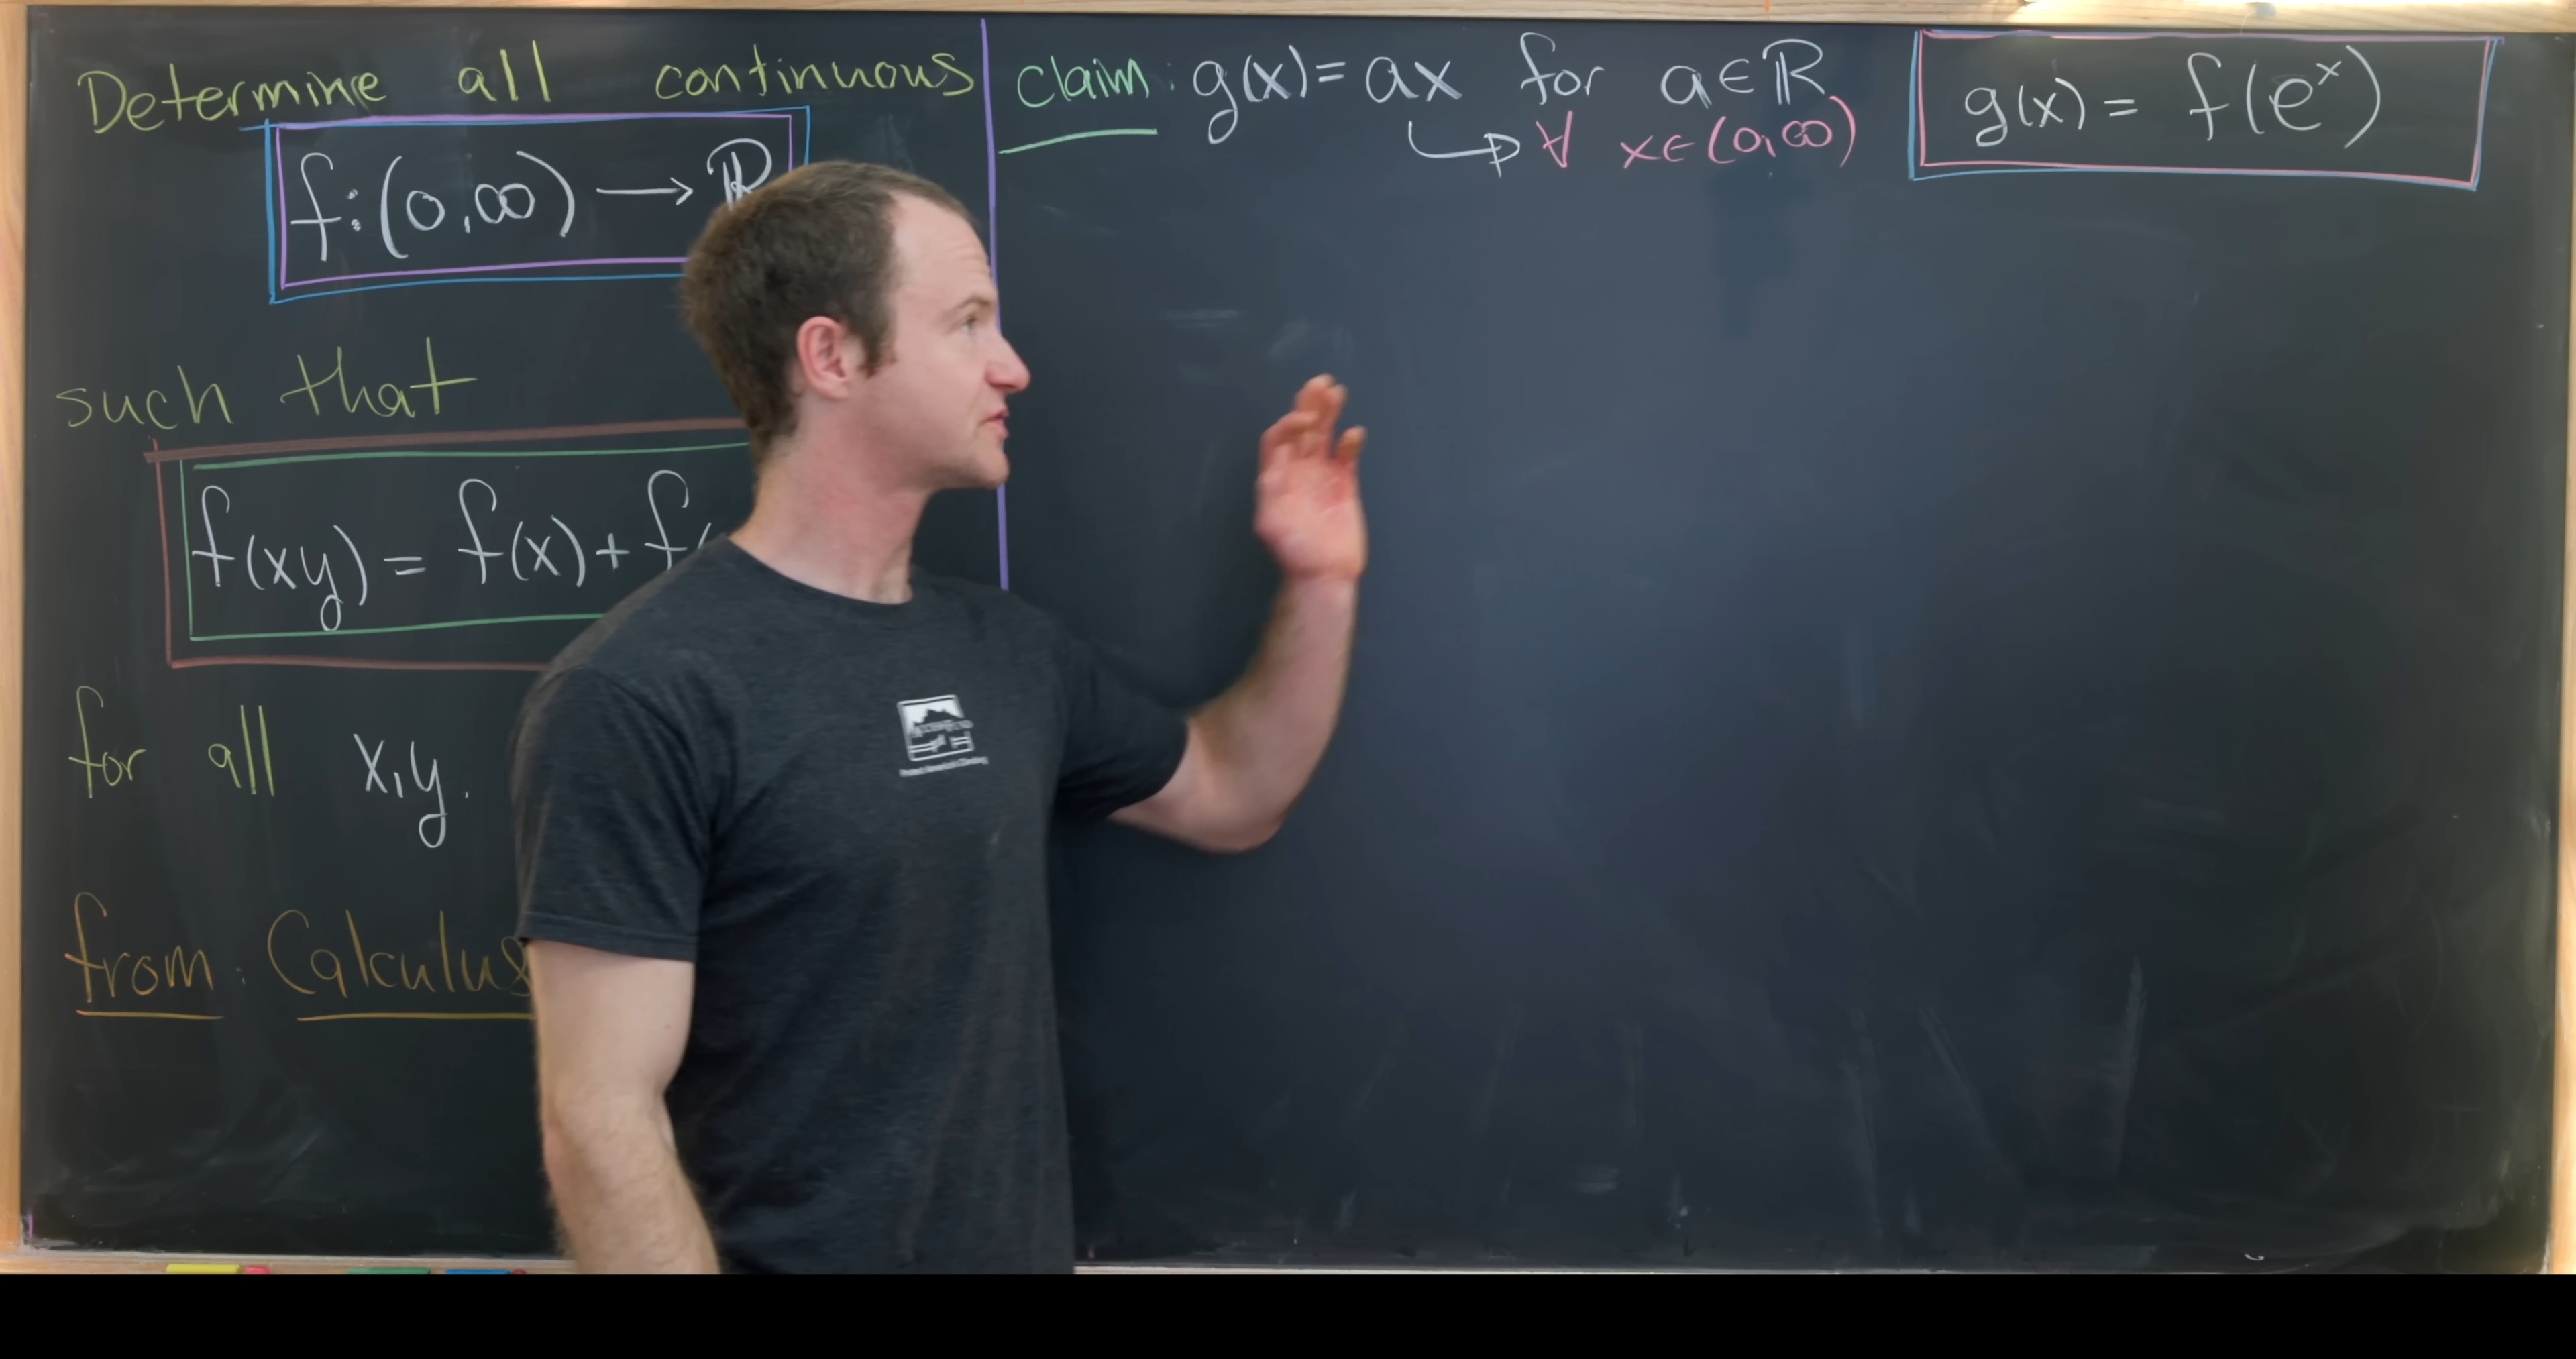 Determine all continuous
f:(0,∞) → ℝ
such that
f(xy) = f(x) + f(
for all x,y.
from: Calculus
claim: g(x) = ax for a∈ℝ
↳ ∀ x∈(0,∞)
g(x) = f(eˣ)